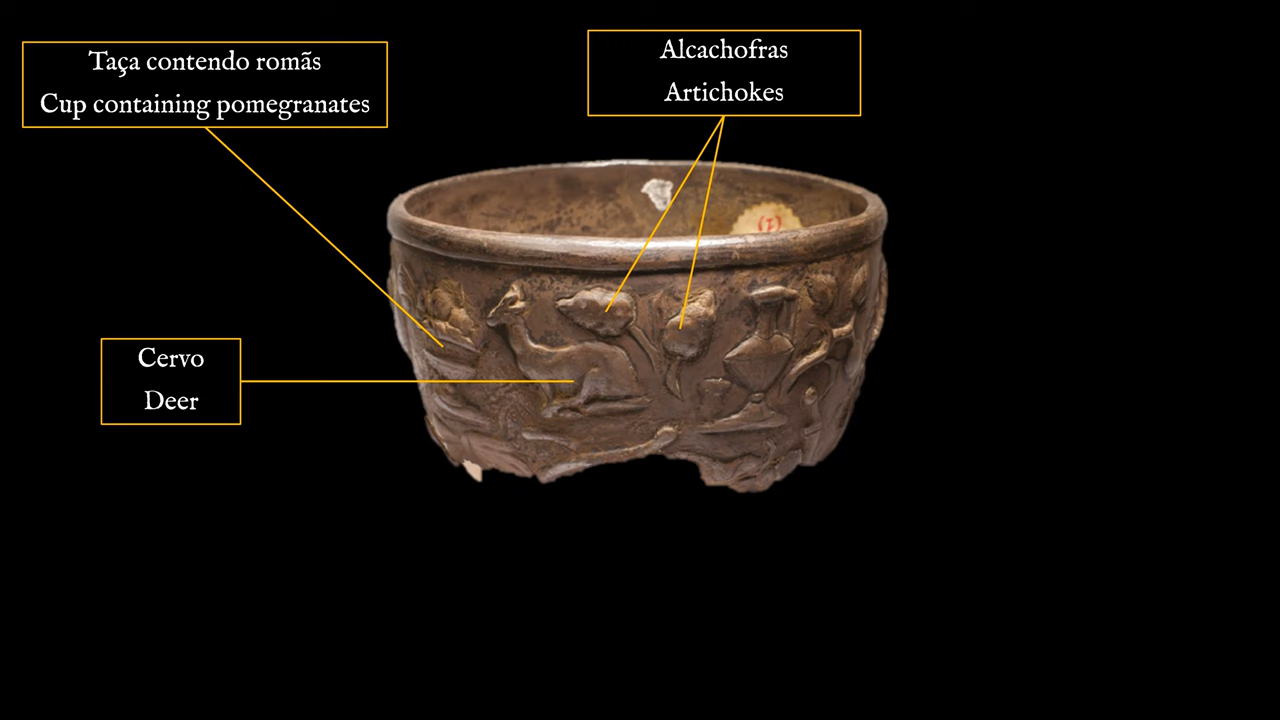 Taça contendo romãs
Cup containing pomegranates
Alcachofras
Artichokes
Cervo
Deer